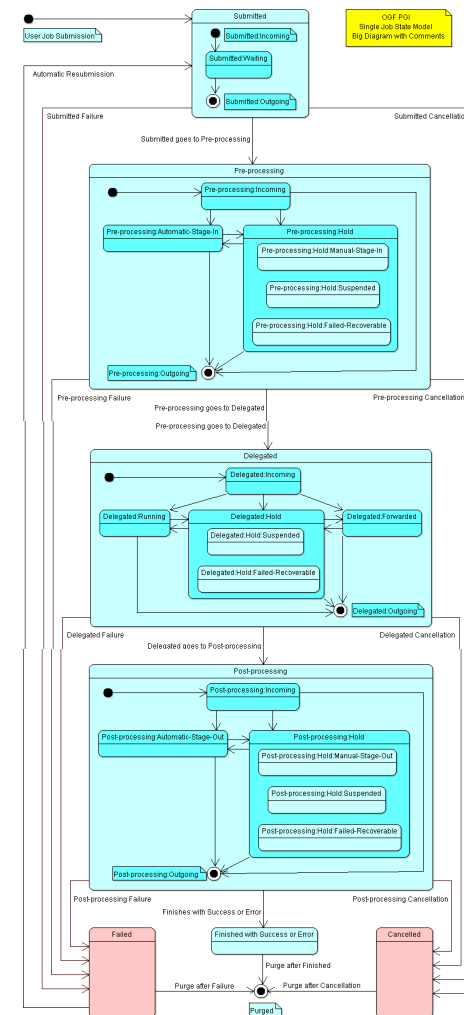 Submitted
OGF PGI
Single Job State Model
Big Diagram with Comments
User Job Submission
Submitted:Incoming
Submitted:Waiting
Automatic Resubmission
Submitted:Outgoing
Submitted Failure
Submitted Cancellatio
Submitted goes to Pre-processing
Pre-processing
Pre-processing:Incoming
Pre-processing:Automatic-Stage-In
Pre-processing:Hold
Pre-processing:Hold:Manual-Stage-In
Pre-processing:Hold:Suspended
Pre-processing:Hold:Failed-Recoverable
Pre-processing:Outgoing
Pre-processing Failure
Pre-processing Cancellation
Pre-processing goes to Delegated
Pre-processing goes to Delegated
Delegated
Delegated:Incoming
Delegated:Running
Delegated:Hold
Delegated:Forwarded
Delegated:Hold:Suspended
Delegated:Hold:Failed-Recoverable
Delegated:Outgoing
Delegated Failure
Delegated Cancellation
Delegated goes to Post-processing
Post-processing
Post-processing:Incoming
Post-processing:Automatic-Stage-Out
Post-processing:Hold
Post-processing:Hold:Manual-Stage-Out
Post-processing:Hold:Suspended
Post-processing:Hold:Failed-Recoverable
Post-processing:Outgoing
Post-processing Failure
Post-processing Cancellation
Finishes with Success or Error
Failed
Finished with Success or Error
Cancelled
Purge after Finished
Purge after Failure
Purge after Cancellation
Purged